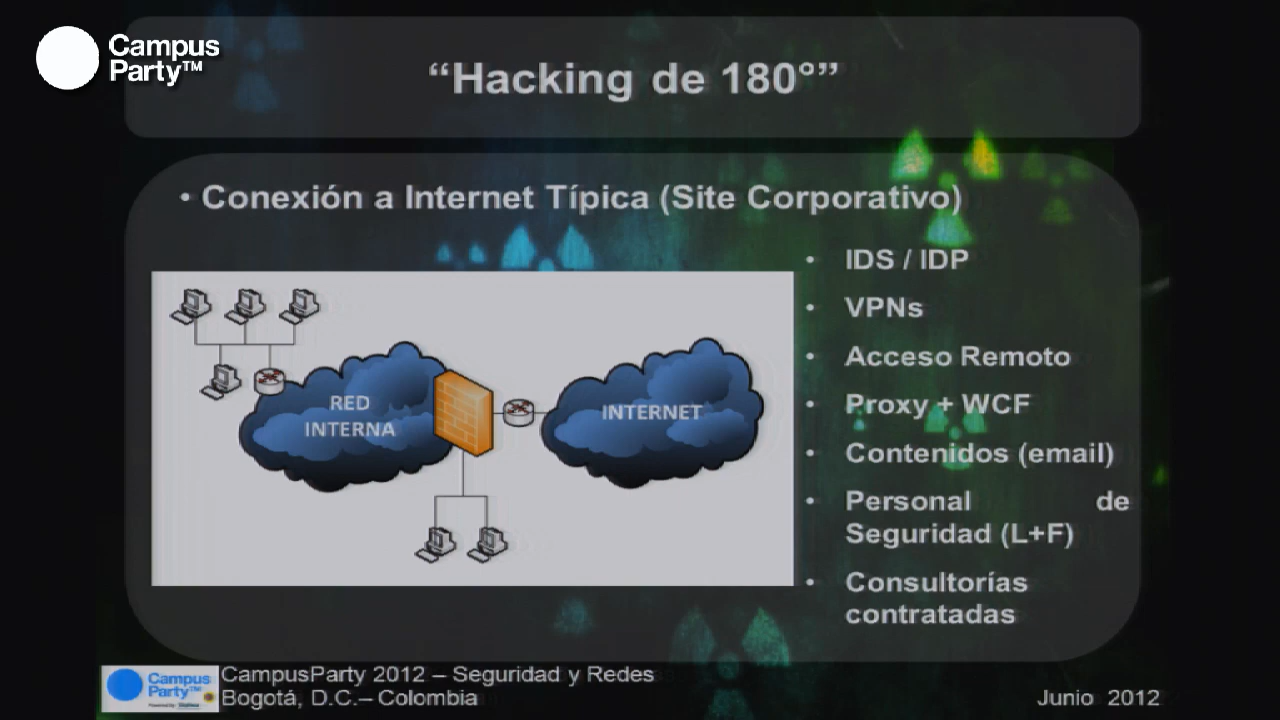 Campus
Party™
“Hacking de 180°”
• Conexión a Internet Típica (Site Corporativo)
RED
INTERNA
INTERNET
• IDS / IDP
• VPNs
• Acceso Remoto
• Proxy + WCF
• Contenidos (email)
• Personal de
Seguridad (L+F)
• Consultorías
contratadas
Campus
Party™
CampusParty 2012 – Seguridad y Redes
Bogotá, D.C.– Colombia
Junio 2012